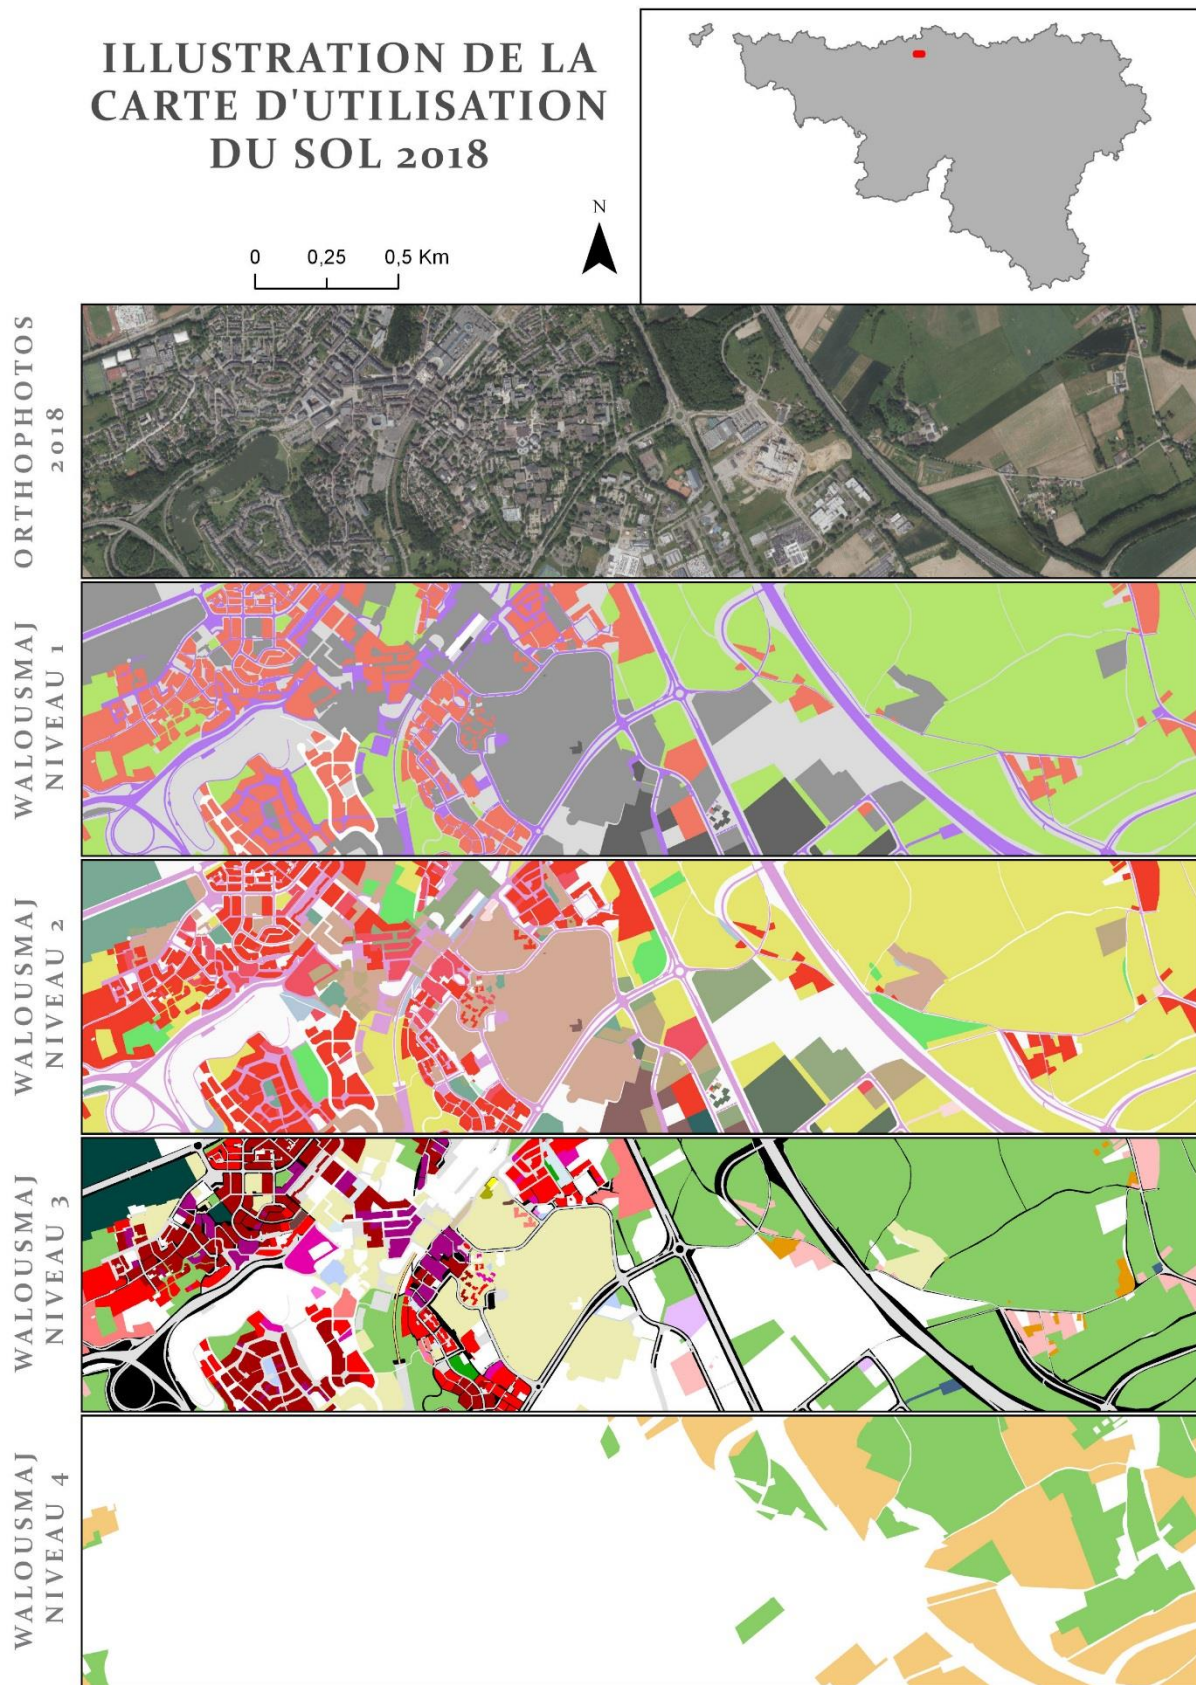 ILLUSTRATION DE LA
CARTE D'UTILISATION
DU SOL 2018
N
0 0,25 0,5 Km
ORTHOPHOTOS
2018
WALOUSMAJ
NIVEAU 1
WALOUSMAJ
NIVEAU 2
WALOUSMAJ
NIVEAU 3
WALOUSMAJ
NIVEAU 4